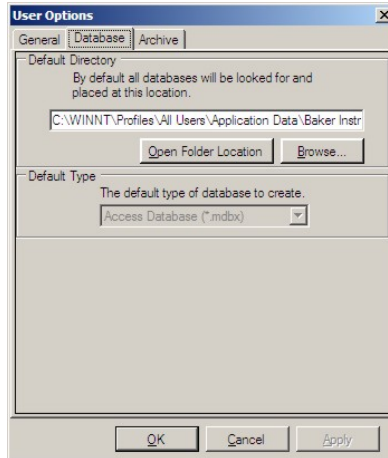 User Options
General Database Archive
Default Directory
By default all databases will be looked for and
placed at this location.
C:\WINNT\Profiles\All Users\Application Data\Baker Instr
Open Folder Location Browse...
Default Type
The default type of database to create.
Access Database (*.mdbx)
OK Cancel Apply